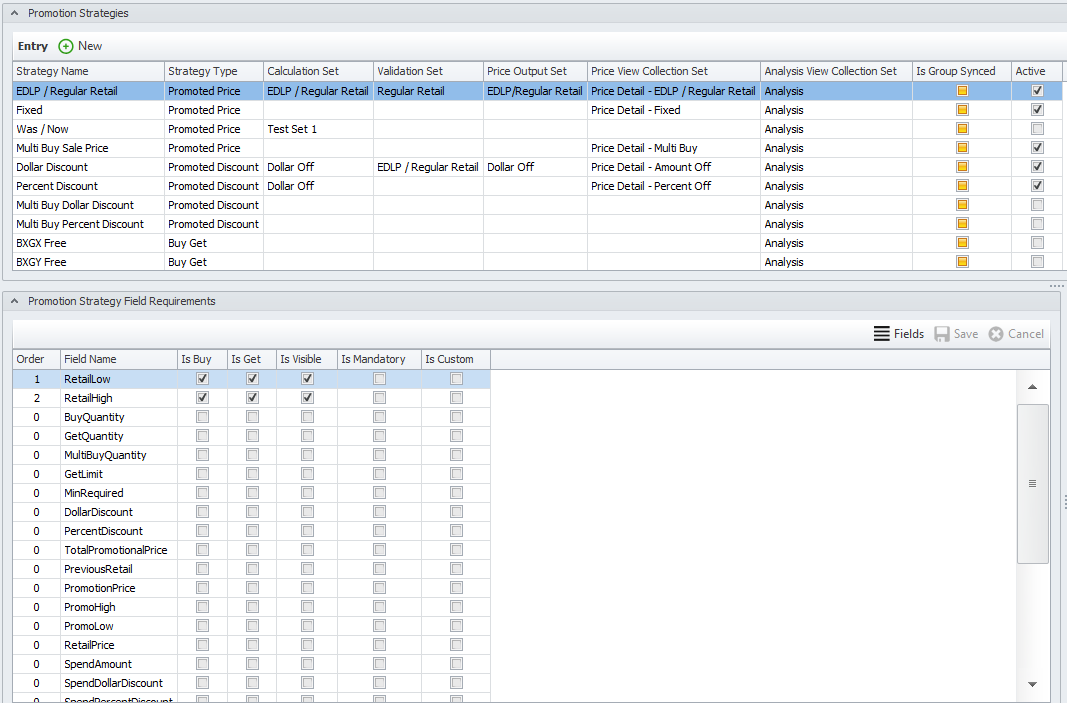 Promotion Strategies
Entry New
Strategy Name Strategy Type Calculation Set Validation Set Price Output Set Price View Collection Set Analysis View Collection Set Is Group Synced Active
EDLP / Regular Retail Promoted Price EDLP / Regular Retail Regular Retail EDLP/Regular Retail Price Detail - EDLP / Regular Retail Analysis
Fixed Promoted Price Price Detail - Fixed Analysis
Was / Now Promoted Price Test Set 1 Analysis
Multi Buy Sale Price Promoted Price Price Detail - Multi Buy Analysis
Dollar Discount Promoted Discount Dollar Off EDLP / Regular Retail Dollar Off Price Detail - Amount Off Analysis
Percent Discount Promoted Discount Dollar Off Price Detail - Percent Off Analysis
Multi Buy Dollar Discount Promoted Discount Analysis
Multi Buy Percent Discount Promoted Discount Analysis
BXGX Free Buy Get Analysis
BXGY Free Buy Get Analysis
Promotion Strategy Field Requirements
Fields Save Cancel
Order Field Name Is Buy Is Get Is Visible Is Mandatory Is Custom
1 RetailLow
2 RetailHigh
0 BuyQuantity
0 GetQuantity
0 MultiBuyQuantity
0 GetLimit
0 MinRequired
0 DollarDiscount
0 PercentDiscount
0 TotalPromotionalPrice
0 PreviousRetail
0 PromotionPrice
0 PromoHigh
0 PromoLow
0 RetailPrice
0 SpendAmount
0 SpendDollarDiscount
0 SpendPercentDiscount